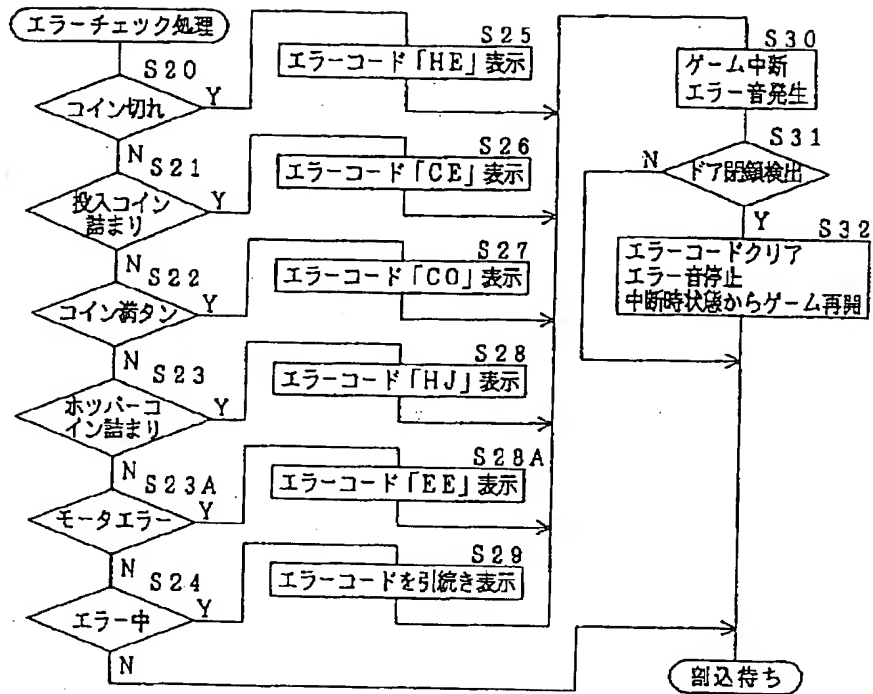 エラーチェック処理
S20
コイン切れ
Y
N
S25
エラーコード「HE」表示
S21
投入コイン
詰まり
Y
N
S26
エラーコード「CE」表示
S22
コイン満タン
Y
N
S27
エラーコード「CO」表示
S23
ホッパーコ
イン詰まり
Y
N
S28
エラーコード「HJ」表示
S23A
モータエラー
Y
N
S28A
エラーコード「EE」表示
S24
エラー中
Y
N
S29
エラーコードを引続き表示
S30
ゲーム中断
エラー音発生
S31
ドア閉鎖検出
N
Y
S32
エラーコードクリア
エラー音停止
中断時状態からゲーム再開
割込待ち